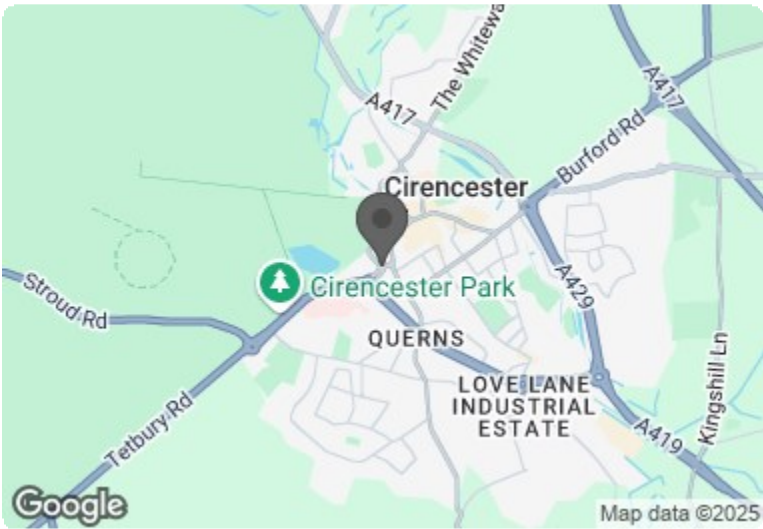 The Whiteway
A417
A417
Burford Rd
Cirencester
Stroud Rd
Cirencester Park
A429
QUERNS
LOVE LANE
INDUSTRIAL
ESTATE
Kingshill Ln
Tetbury Rd
A419
Google
Map data ©2025